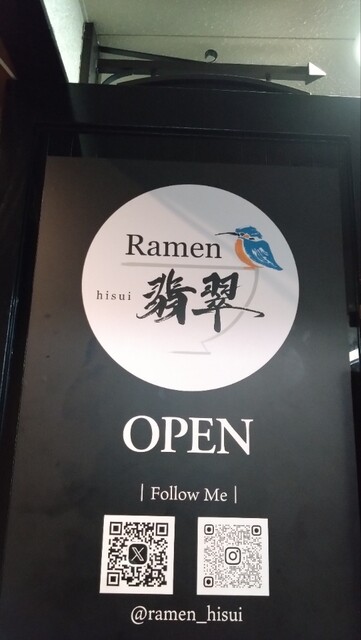 Ramen
hisui 翡翠
OPEN
| Follow Me |
@ramen_hisui